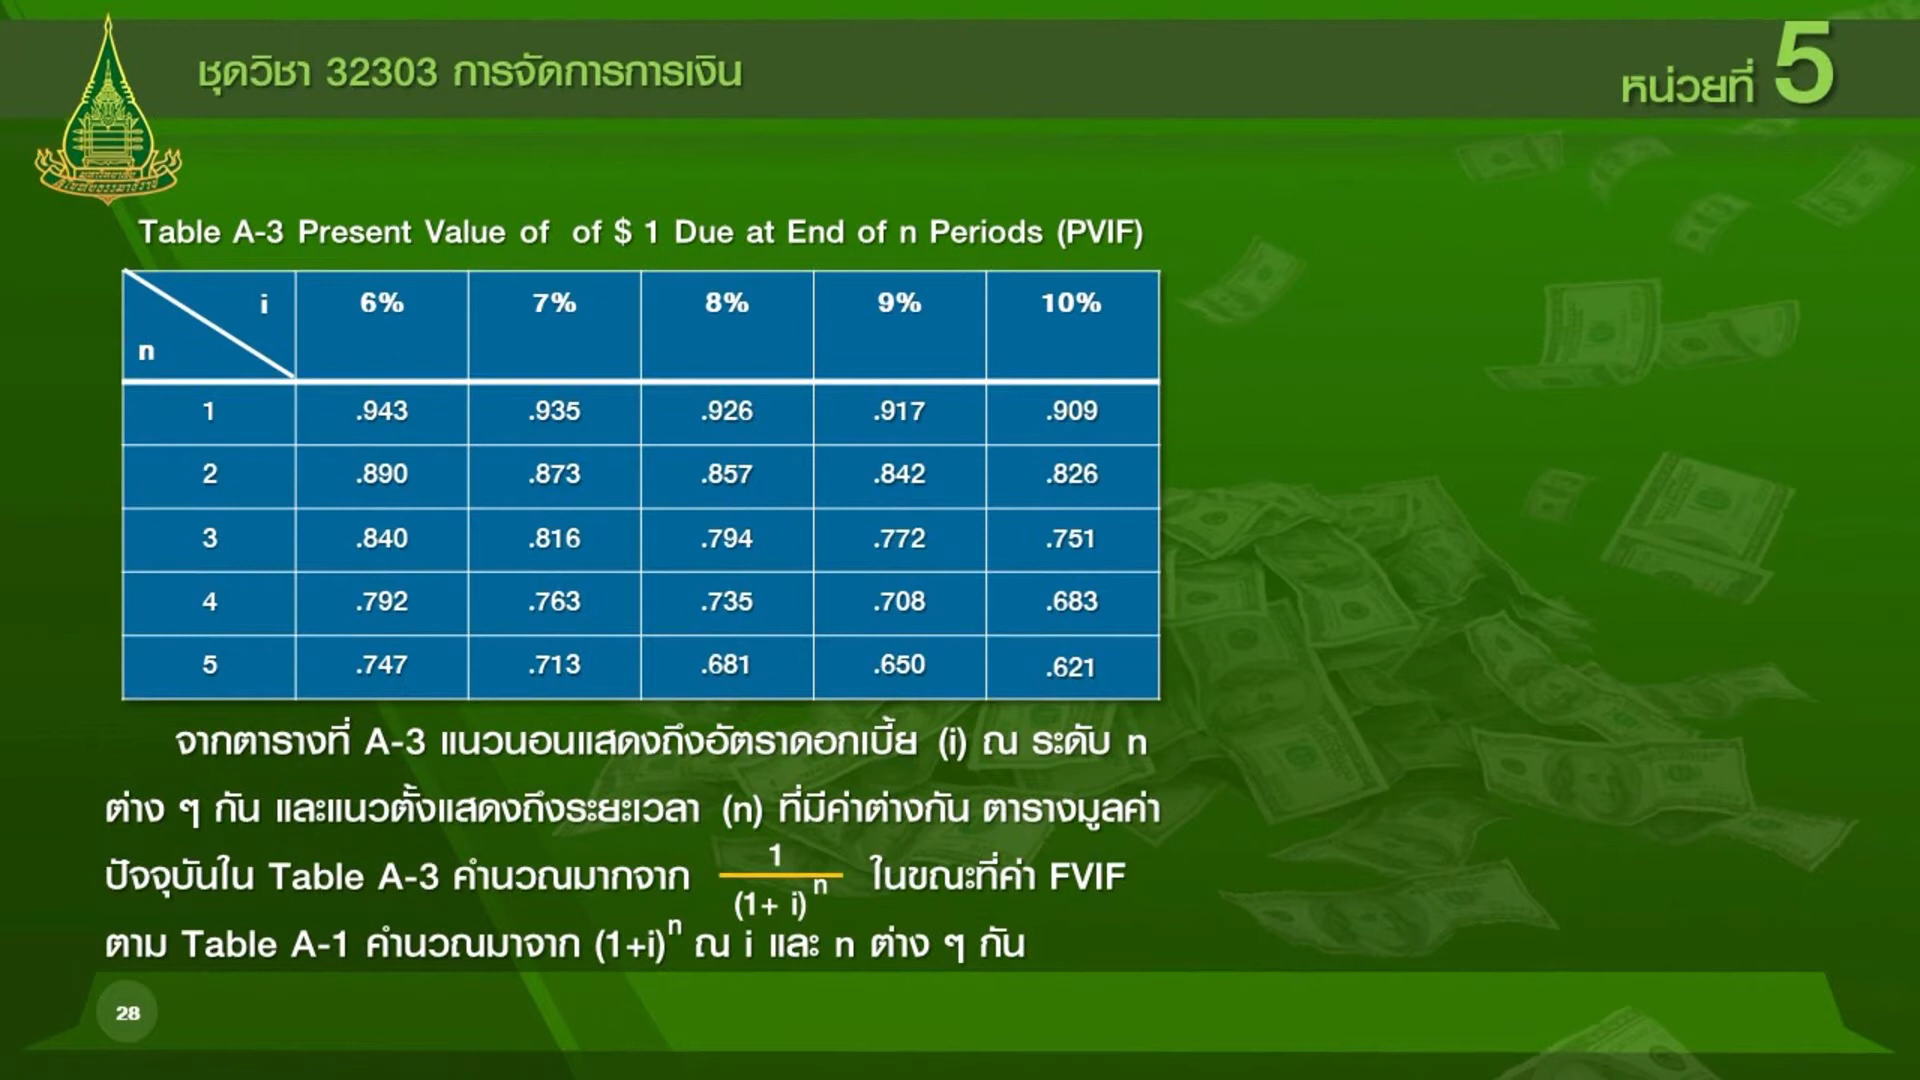 ชุดวิชา 32303 การจัดการการเงิน
หน่วยที่ 5
Table A-3 Present Value of of $ 1 Due at End of n Periods (PVIF)
i 6% 7% 8% 9% 10%
n
1 .943 .935 .926 .917 .909
2 .890 .873 .857 .842 .826
3 .840 .816 .794 .772 .751
4 .792 .763 .735 .708 .683
5 .747 .713 .681 .650 .621
จากตารางที่ A-3 แนวนอนแสดงถึงอัตราดอกเบี้ย (i) ณ ระดับ n
ต่าง ๆ กัน และแนวตั้งแสดงถึงระยะเวลา (n) ที่มีค่าต่างกัน ตารางมูลค่า
ปัจจุบันใน Table A-3 คำนวณมากจาก 1/(1+ i)^n ในขณะที่ค่า FVIF
ตาม Table A-1 คำนวณมาจาก (1+i)^n ณ i และ n ต่าง ๆ กัน
28